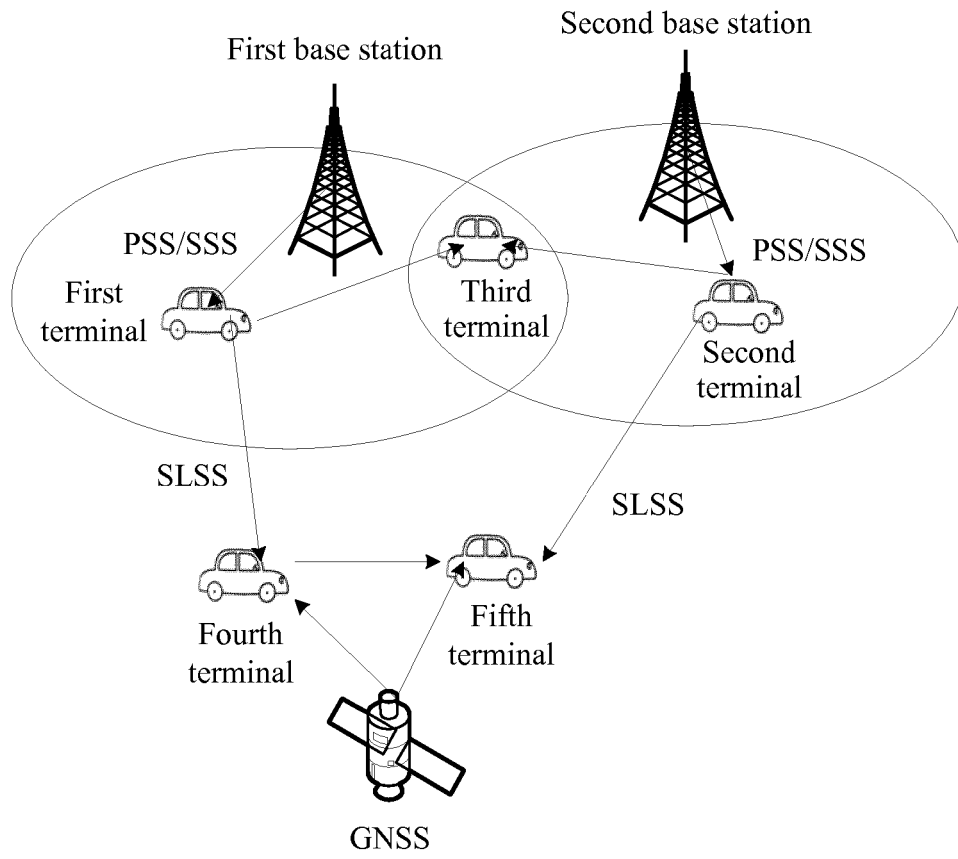 Second base station
First base station
PSS/SSS
PSS/SSS
First
terminal
Third
terminal
Second
terminal
SLSS
SLSS
Fourth
terminal
Fifth
terminal
GNSS